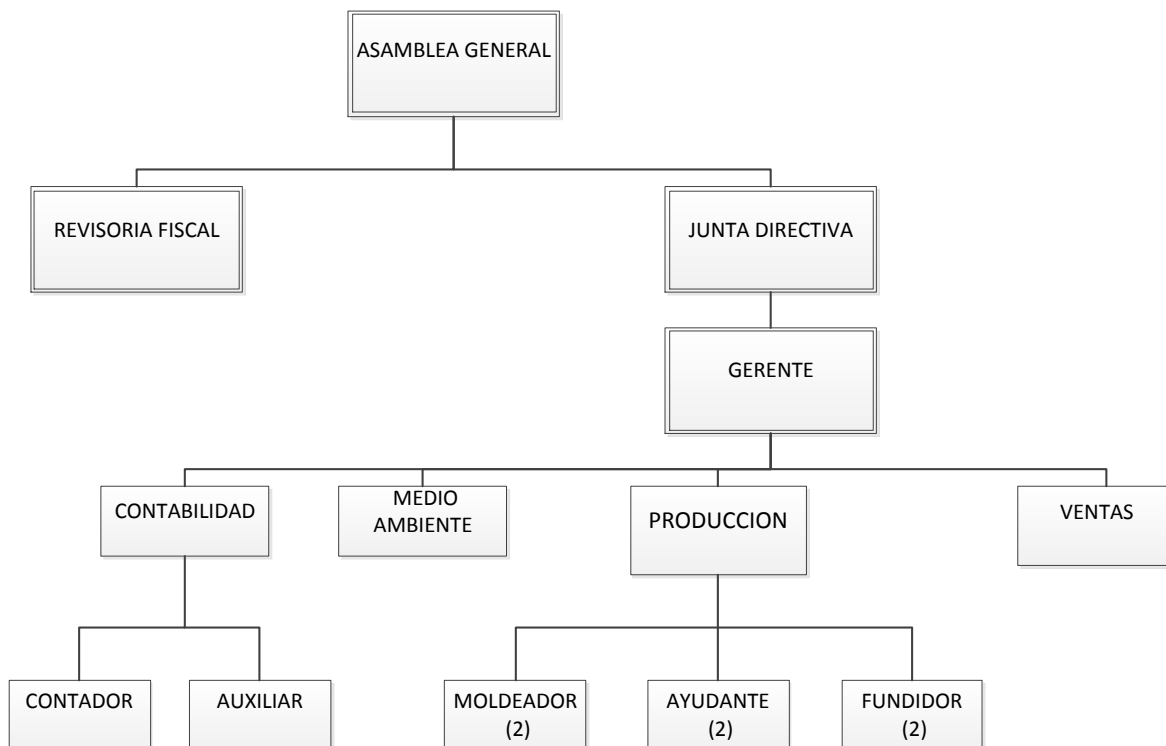 ASAMBLEA GENERAL
REVISORIA FISCAL
JUNTA DIRECTIVA
GERENTE
CONTABILIDAD
MEDIO
AMBIENTE
PRODUCCION
VENTAS
CONTADOR
AUXILIAR
MOLDEADOR
(2)
AYUDANTE
(2)
FUNDIDOR
(2)